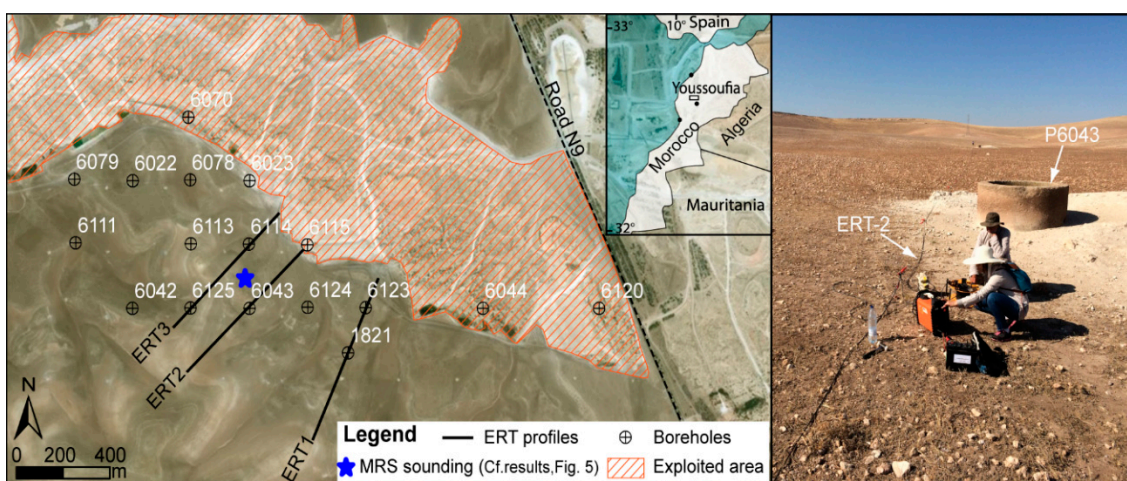 6070
6079
6022
6078
6023
6111
6113
6114
6115
6042
6125
6043
6124
6123
6044
6120
1821
ERT3
ERT2
ERT1
Road N9
N
0 200 400
m
Legend
ERT profiles
Boreholes
MRS sounding (Cf.results,Fig. 5)
Exploited area
33°
10°
Spain
Youssoufia
Morocco
Algeria
Mauritania
32°
P6043
ERT-2